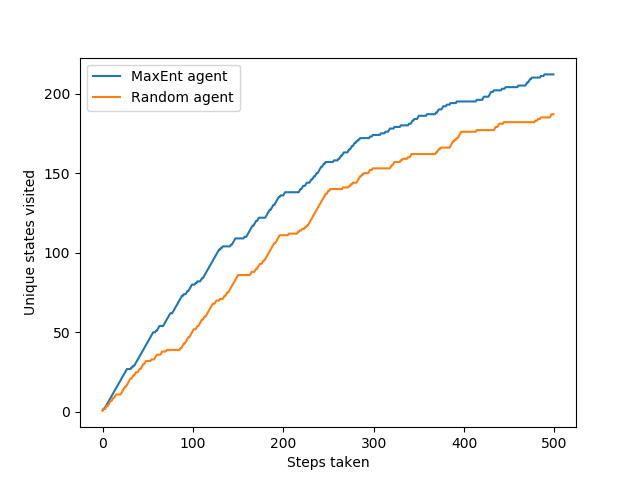 MaxEnt agent
Random agent
200
150
100
50
0
Unique states visited
0 100 200 300 400 500
Steps taken